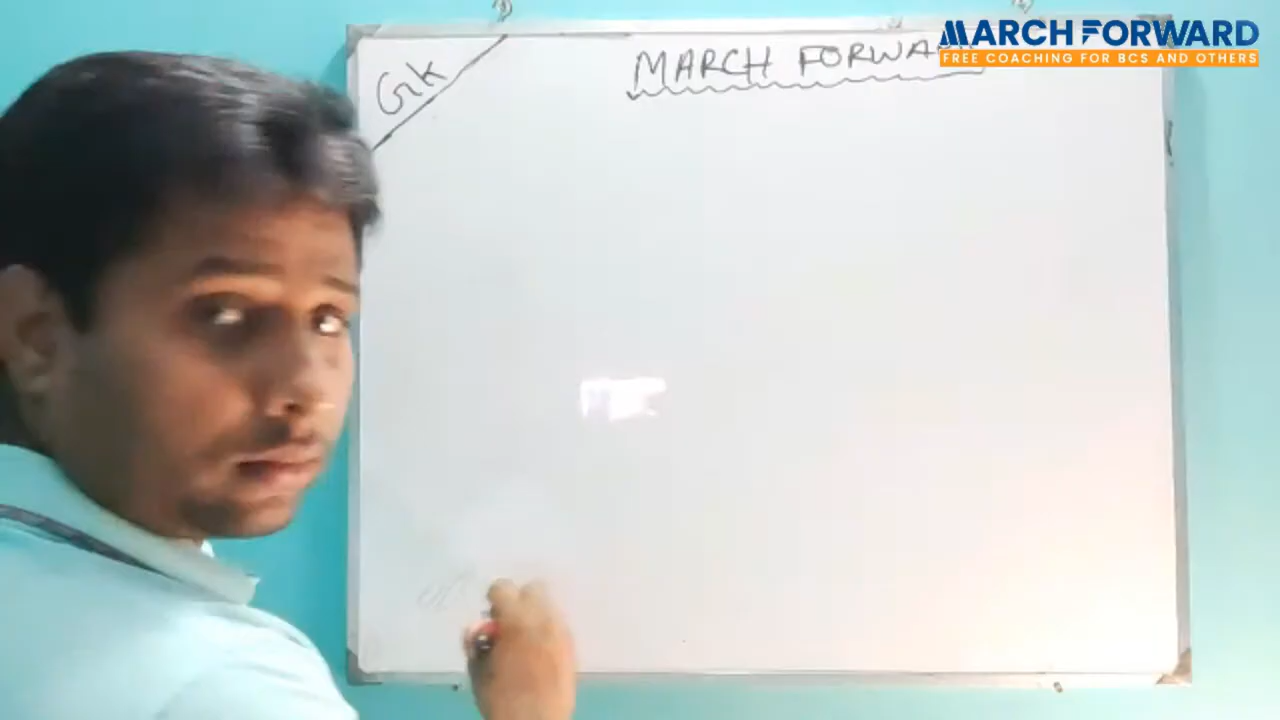 GK
MARCH FORWA
MARCH FORWARD
FREE COACHING FOR BCS AND OTHERS